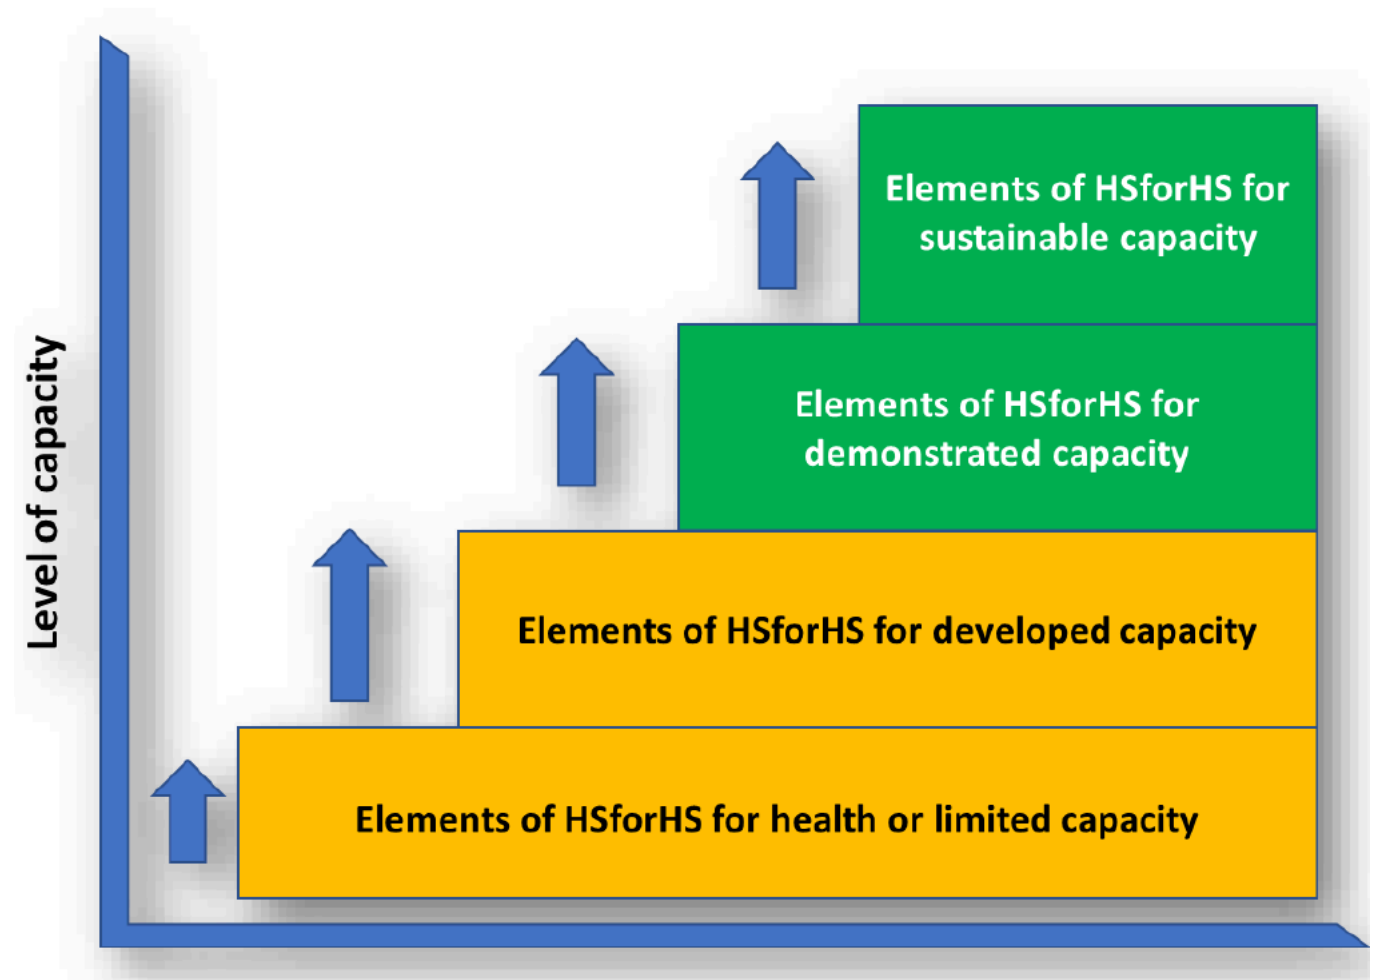 Level of capacity
Elements of HSforHS for
sustainable capacity
Elements of HSforHS for
demonstrated capacity
Elements of HSforHS for developed capacity
Elements of HSforHS for health or limited capacity